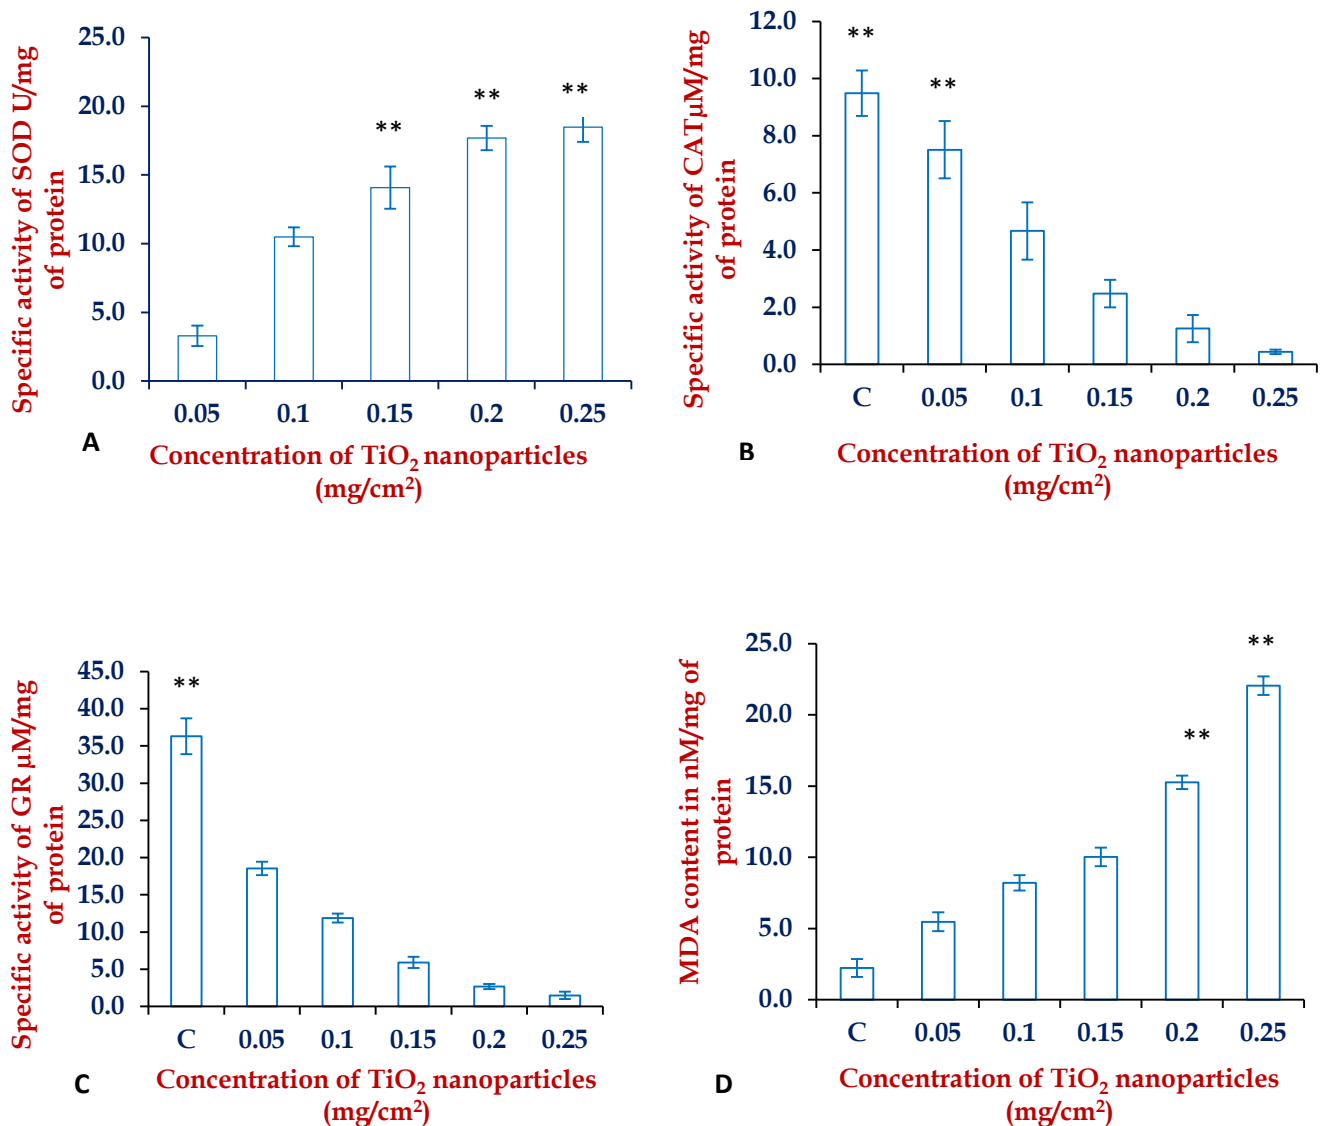 Specific activity of SOD U/mg
of protein
25.0
20.0
15.0
10.0
5.0
0.0
**
**
**
0.05 0.1 0.15 0.2 0.25
A
Concentration of TiO₂ nanoparticles
(mg/cm²)
Specific activity of CATµM/mg
of protein
12.0
10.0
8.0
6.0
4.0
2.0
0.0
**
**
C 0.05 0.1 0.15 0.2 0.25
B
Concentration of TiO₂ nanoparticles
(mg/cm²)
Specific activity of GR µM/mg
of protein
45.0
40.0
35.0
30.0
25.0
20.0
15.0
10.0
5.0
0.0
**
C 0.05 0.1 0.15 0.2 0.25
C
Concentration of TiO₂ nanoparticles
(mg/cm²)
MDA content in nM/mg of
protein
25.0
20.0
15.0
10.0
5.0
0.0
**
**
C 0.05 0.1 0.15 0.2 0.25
D
Concentration of TiO₂ nanoparticles
(mg/cm²)